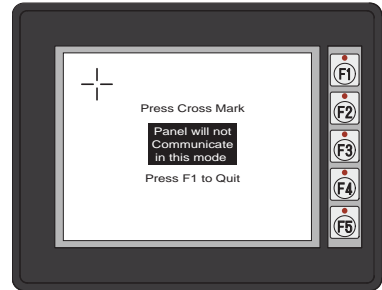 Press Cross Mark
Panel will not
Communicate
in this mode
Press F1 to Quit
F1
F2
F3
F4
F5